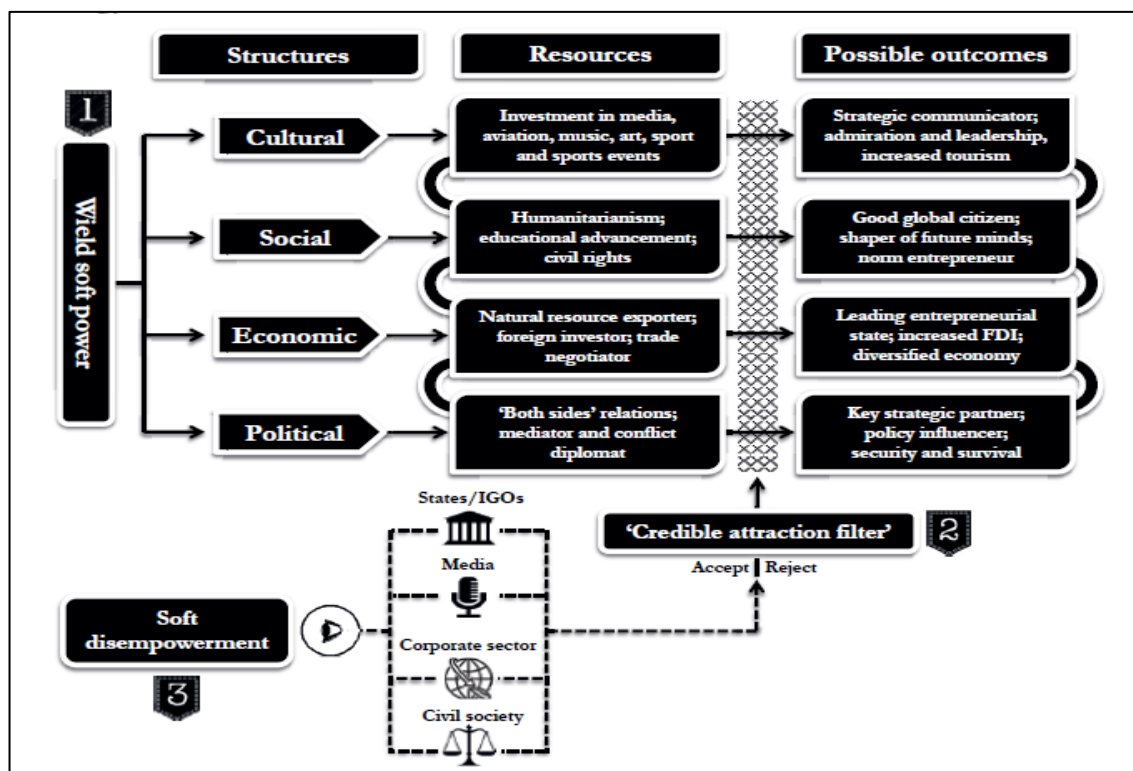 Structures
Resources
Possible outcomes
1
Wield soft power
Cultural
Investment in media,
aviation, music, art, sport
and sports events
Strategic communicator;
admiration and leadership,
increased tourism
Social
Humanitarianism;
educational advancement;
civil rights
Good global citizen;
shaper of future minds;
norm entrepreneur
Economic
Natural resource exporter;
foreign investor; trade
negotiator
Leading entrepreneurial
state; increased FDI;
diversified economy
Political
'Both sides' relations;
mediator and conflict
diplomat
Key strategic partner;
policy influencer;
security and survival
States/IGOs
Media
Corporate sector
Civil society
'Credible attraction filter'
2
Accept Reject
Soft
disempowerment
3